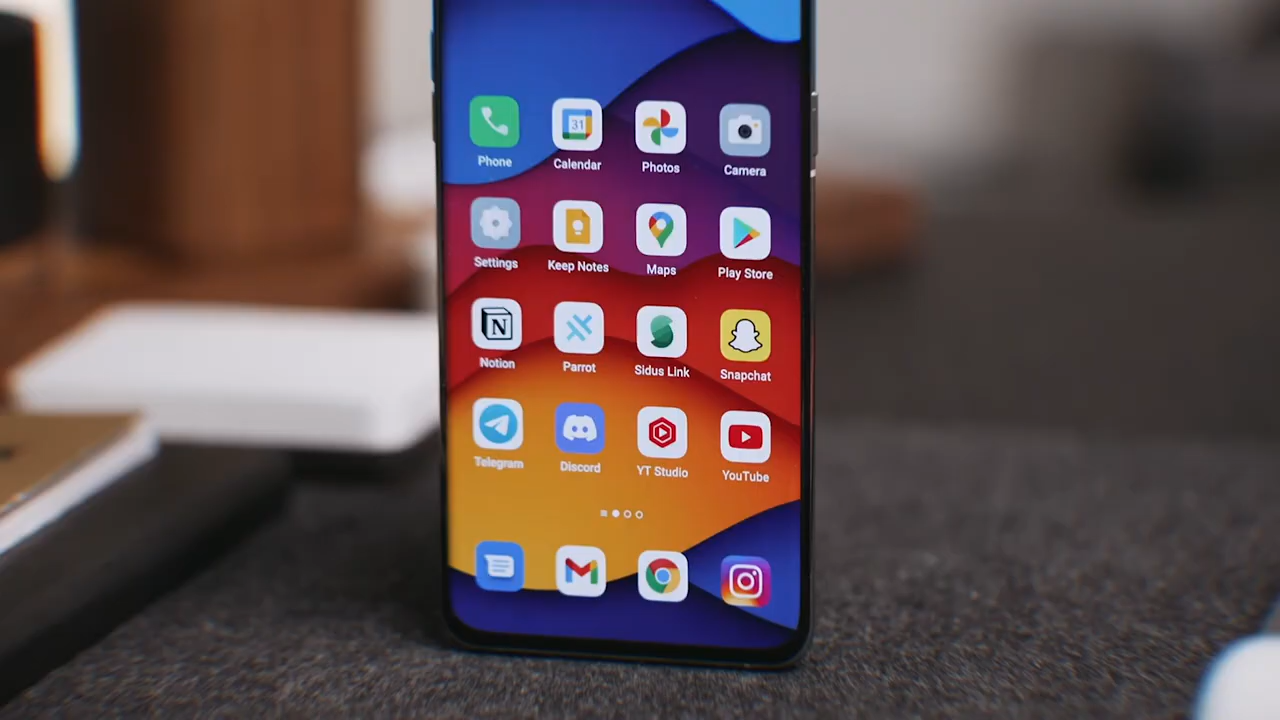 Phone Calendar Photos Camera
31
Settings Keep Notes Maps Play Store
N
Notion Parrot Sidus Link Snapchat
Telegram Discord YT Studio YouTube